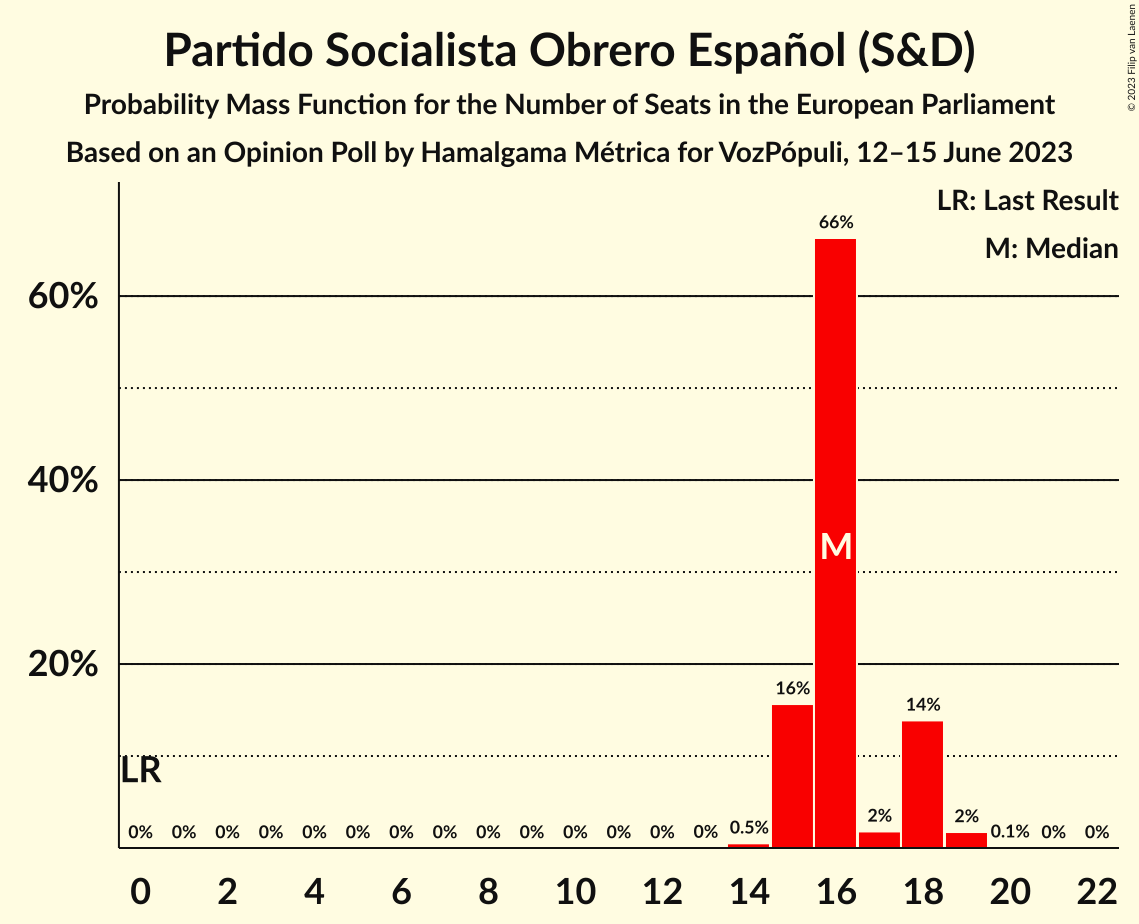 Partido Socialista Obrero Español (S&D)
Probability Mass Function for the Number of Seats in the European Parliament
Based on an Opinion Poll by Hamalgama Métrica for VozPópuli, 12–15 June 2023
© 2023 Filip van Laenen
LR: Last Result
M: Median
66%
60%
40%
M
20%
16%
14%
LR
0% 0% 0% 0% 0% 0% 0% 0% 0% 0% 0% 0% 0% 0% 0.5% 2% 2% 0.1% 0% 0%
0 2 4 6 8 10 12 14 16 18 20 22